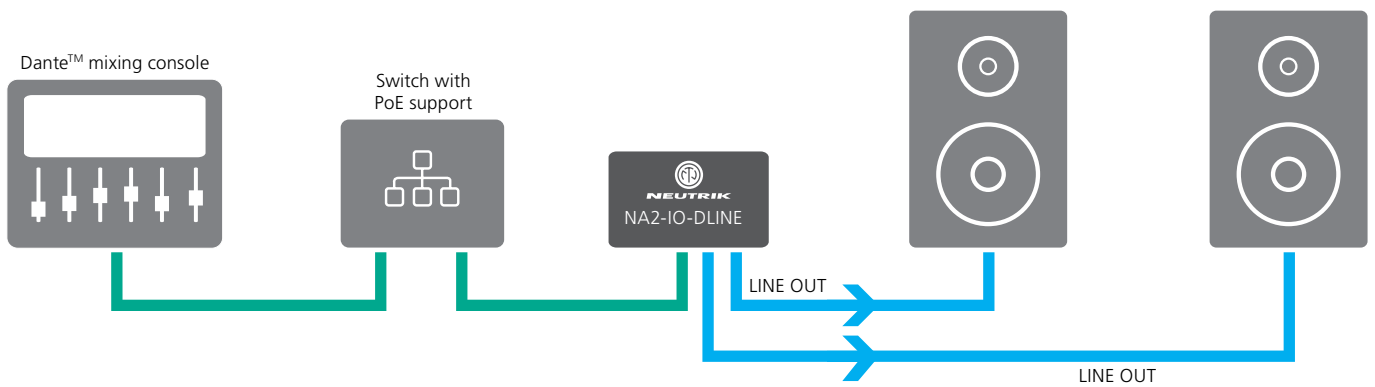 Dante™ mixing console
Switch with
PoE support
NEUTRIK
NA2-IO-DLINE
LINE OUT
LINE OUT